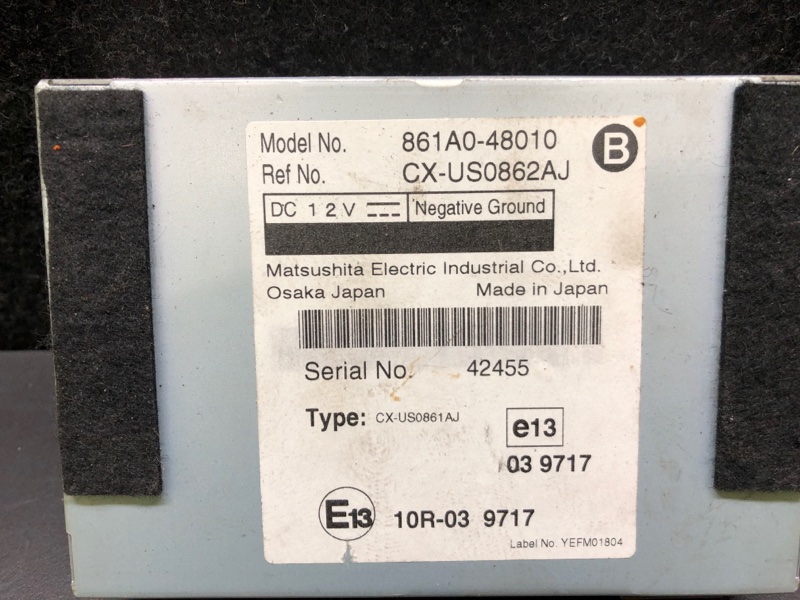 Model No. 861A0-48010 B
Ref No. CX-US0862AJ
DC 12V Negative Ground
Matsushita Electric Industrial Co.,Ltd.
Osaka Japan Made in Japan
Serial No. 42455
Type: CX-US0861AJ e13
03 9717
E13 10R-03 9717
Label No. YEFM01804